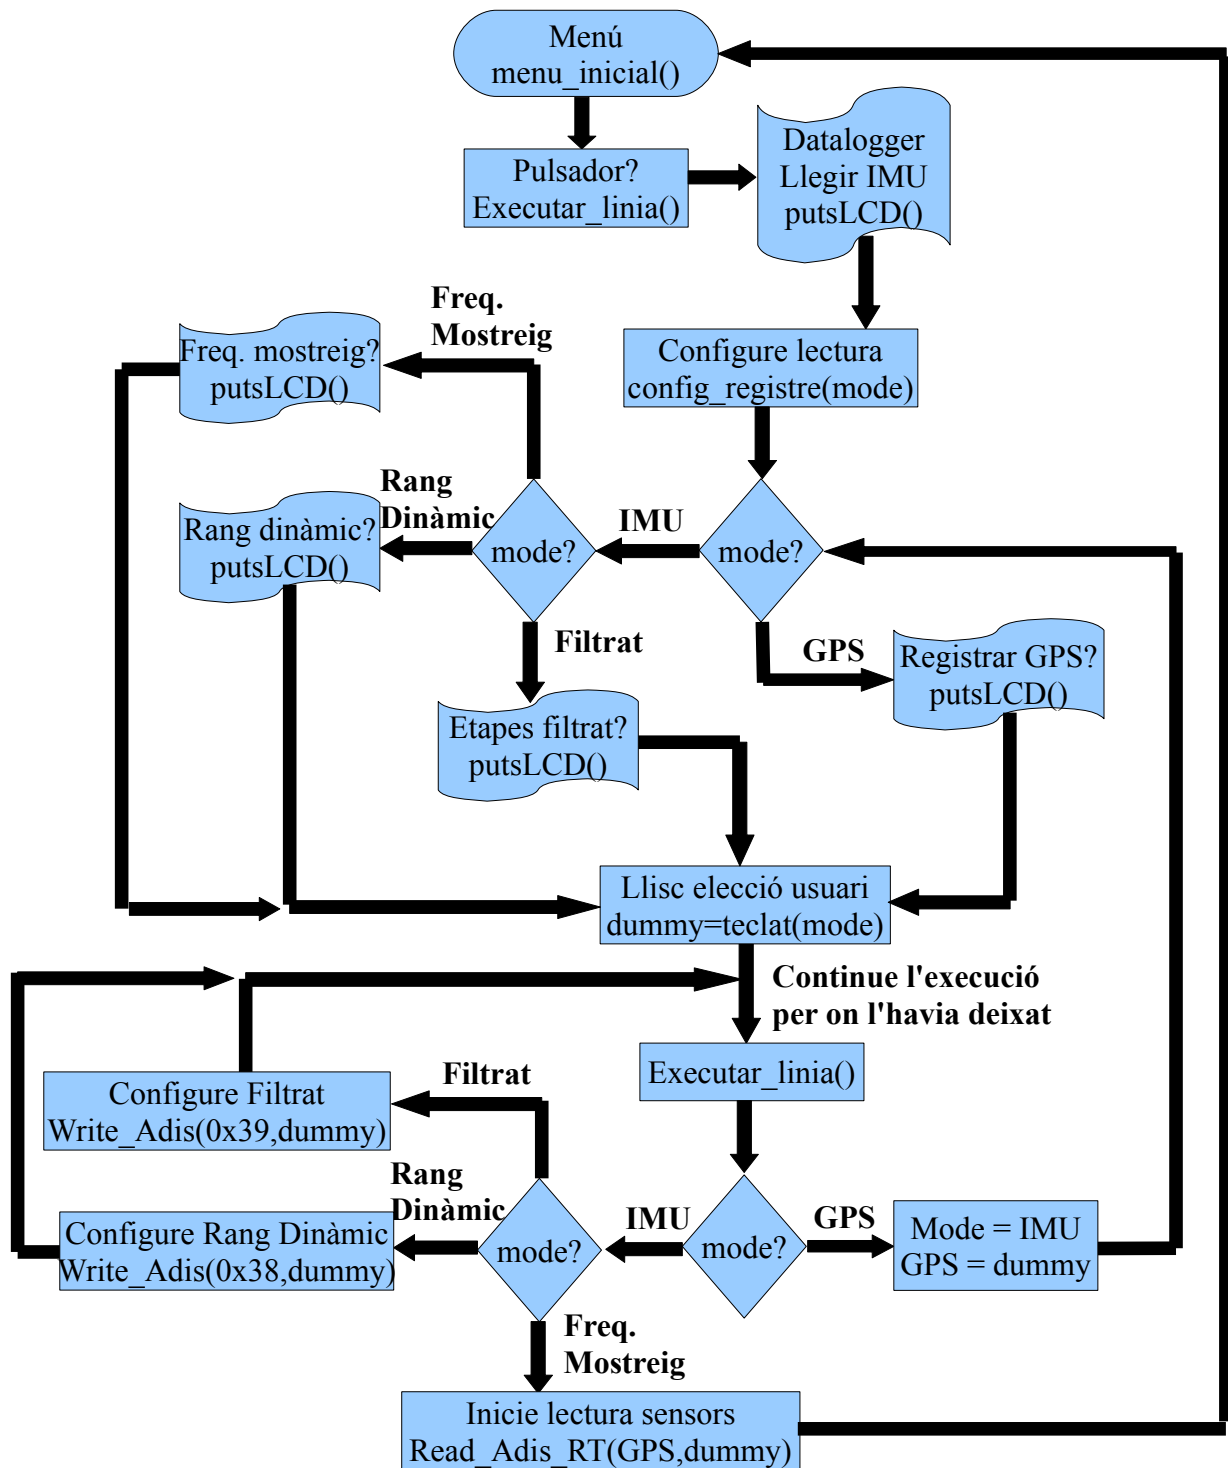 Menú
menu_inicial()
Pulsador?
Executar_linia()
Datalogger
Llegir IMU
putsLCD()
Configure lectura
config_registre(mode)
Freq.
Mostreig
Freq. mostreig?
putsLCD()
Rang
Dinàmic
Rang dinàmic?
putsLCD()
mode?
IMU
mode?
Filtrat
GPS
Registrar GPS?
putsLCD()
Etapes filtrat?
putsLCD()
Llisc elecció usuari
dummy=teclat(mode)
Continue l'execució
per on l'havia deixat
Executar_linia()
Filtrat
Configure Filtrat
Write_Adis(0x39,dummy)
Rang
Dinàmic
Configure Rang Dinàmic
Write_Adis(0x38,dummy)
mode?
IMU
mode?
GPS
Mode = IMU
GPS = dummy
Freq.
Mostreig
Inicie lectura sensors
Read_Adis_RT(GPS,dummy)